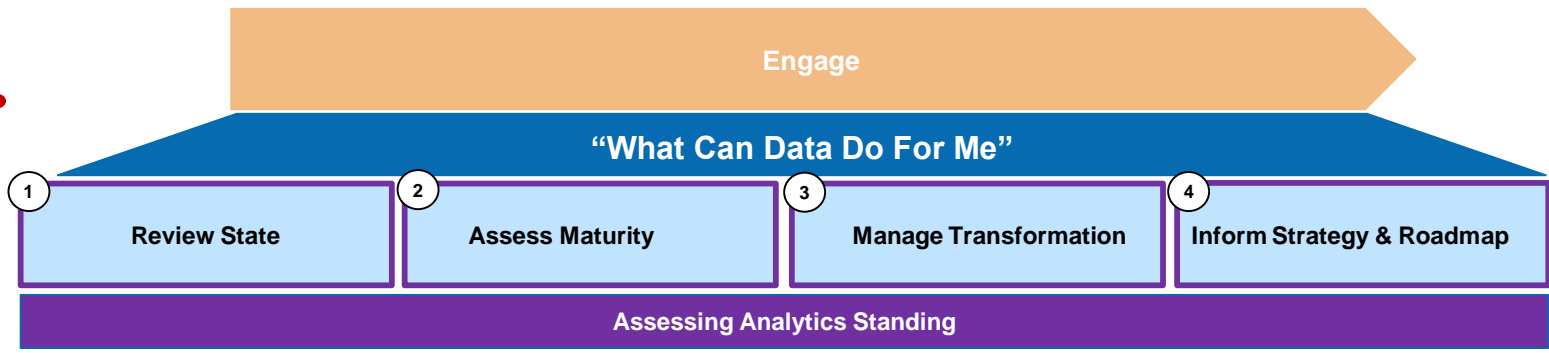 Engage
“What Can Data Do For Me”
1
Review State
2
Assess Maturity
3
Manage Transformation
4
Inform Strategy & Roadmap
Assessing Analytics Standing